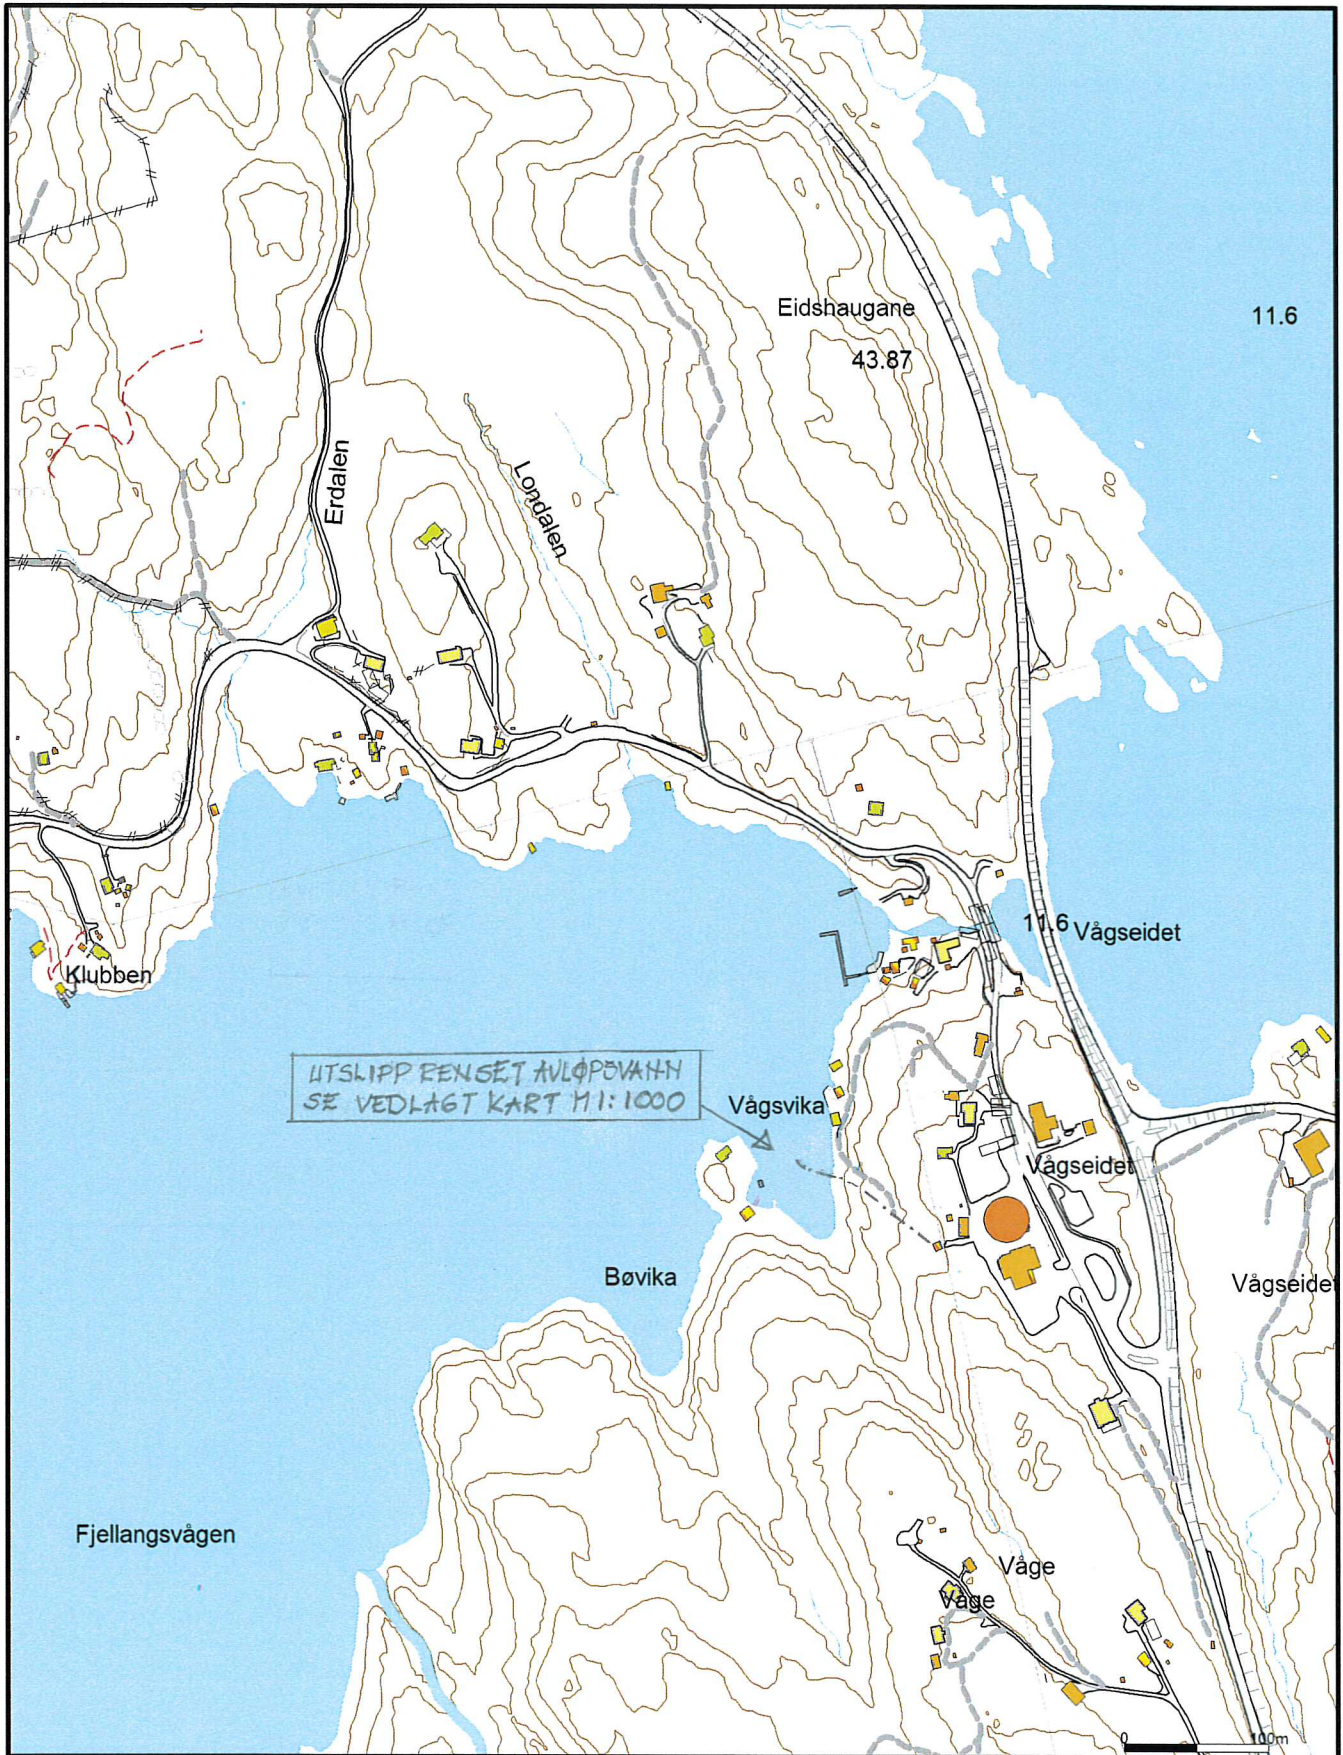 Eidshaugane
11.6
43.87
Erdalen
Londalen
11.6 Vågseidet
Klubben
UTSLIPP RENSET AVLØPSVANN
SE VEDLAGT KART M 1:1000
Vågsvika
Vågseidet
Bøvika
Vågseidet
Fjellangsvågen
Våge
Våge
0 100m